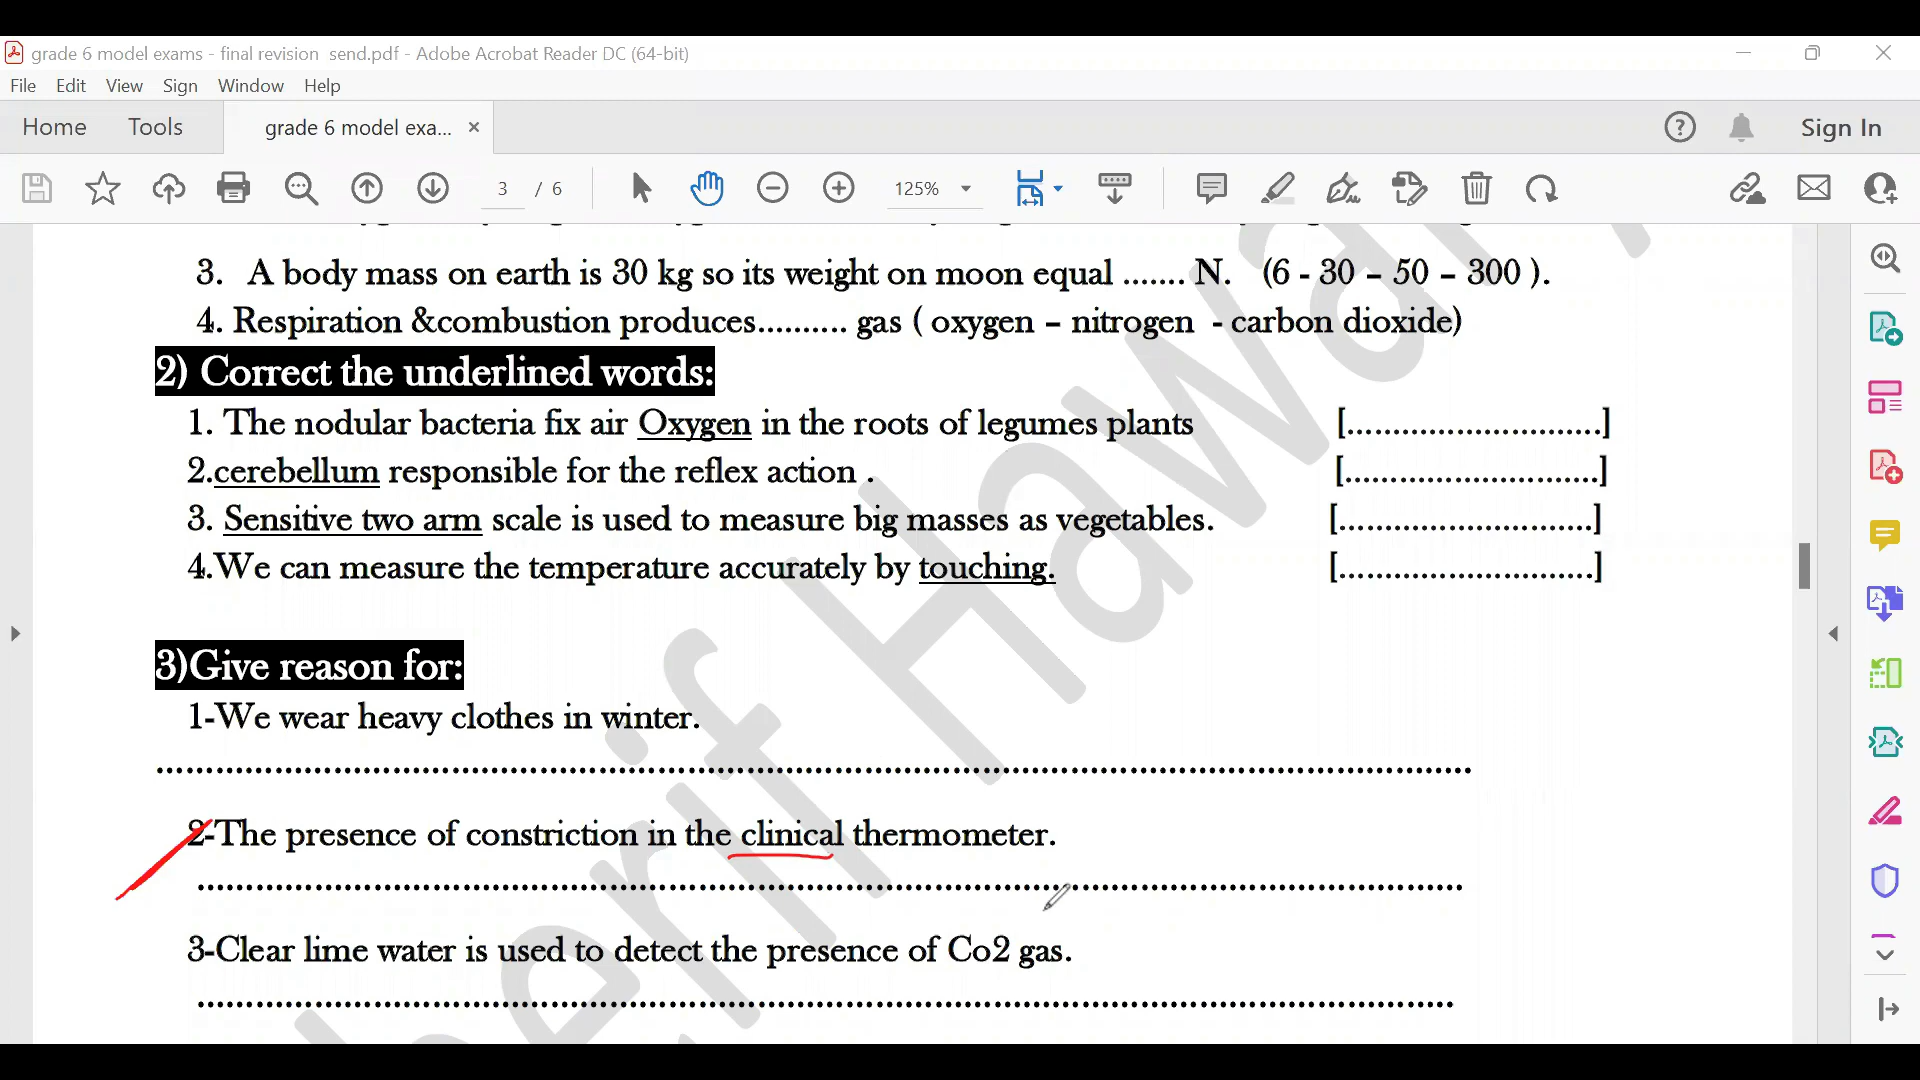 grade 6 model exams - final revision  send.pdf - Adobe Acrobat Reader DC (64-bit)
File Edit View Sign Window Help
Home Tools grade 6 model exa... × Sign In
3 / 6 125%
3. A body mass on earth is 30 kg so its weight on moon equal ....... N. (6 - 30 – 50 – 300 ).
4. Respiration &combustion produces.......... gas ( oxygen – nitrogen - carbon dioxide)
2) Correct the underlined words:
1. The nodular bacteria fix air Oxygen in the roots of legumes plants [............................]
2.cerebellum responsible for the reflex action . [............................]
3. Sensitive two arm scale is used to measure big masses as vegetables. [............................]
4.We can measure the temperature accurately by touching. [............................]
3)Give reason for:
1-We wear heavy clothes in winter.
2-The presence of constriction in the clinical thermometer.
3-Clear lime water is used to detect the presence of Co2 gas.